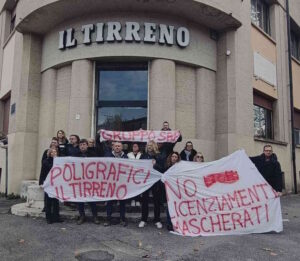 IL TIRRENO
GRUPPO SAE
POLIGRAFICI
IL TIRRENO
NO
LICENZIAMENTI
MASCHERATI